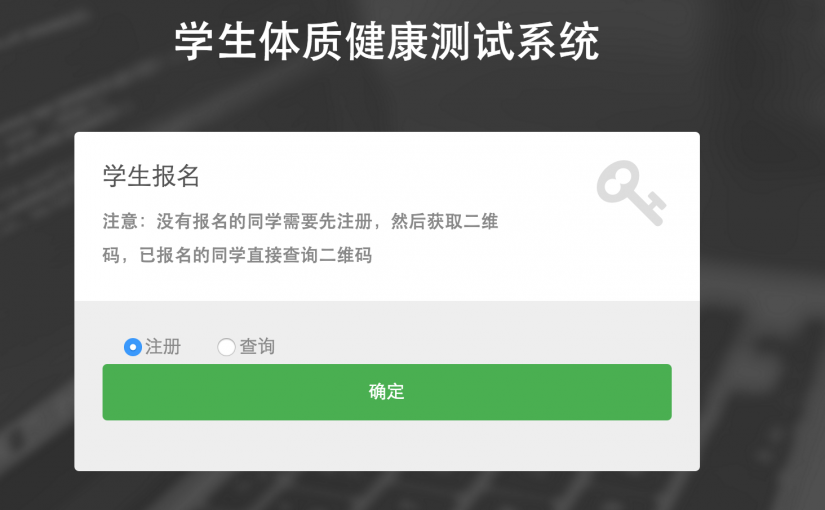 学生体质健康测试系统
学生报名
注意：没有报名的同学需要先注册，然后获取二维
码，已报名的同学直接查询二维码
注册 查询
确定